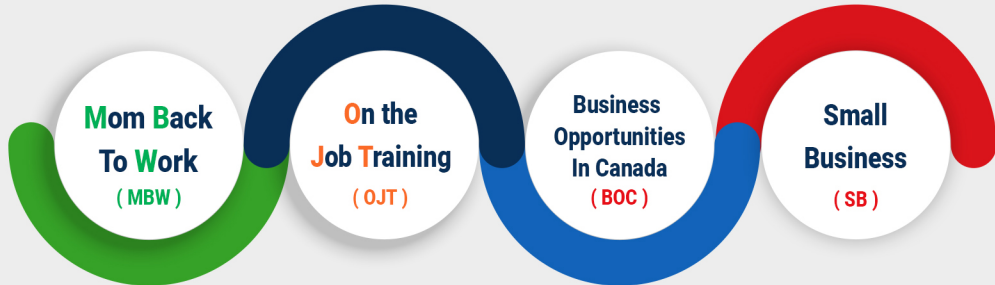 Mom Back
To Work
( MBW )
On the
Job Training
( OJT )
Business
Opportunities
In Canada
( BOC )
Small
Business
( SB )